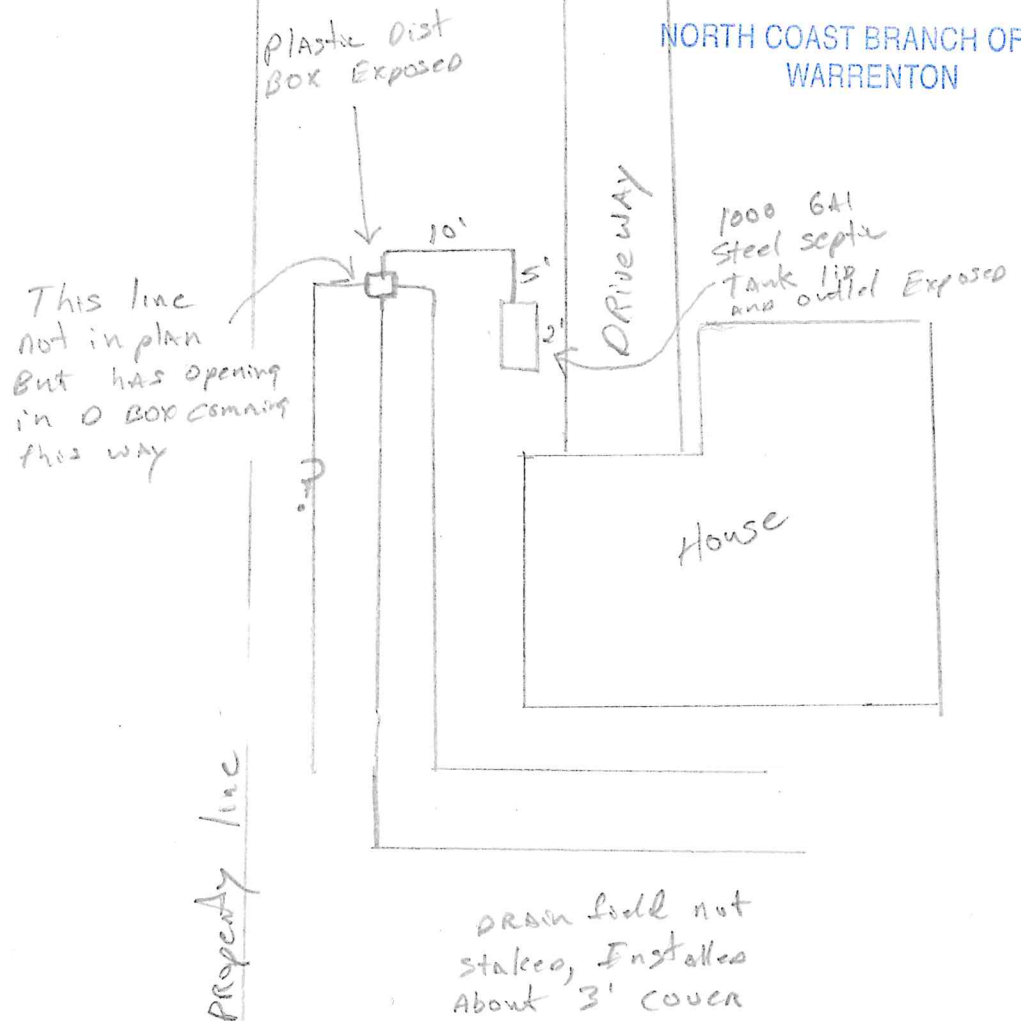 NORTH COAST BRANCH OF
WARRENTON
Plastic Dist
BOX Exposed
10'
5'
2'
DRiveway
1000 GAl
Steel septic
TANK lid
AND outlet Exposed
This line
not in plan
But hAs opening
in D BOX comming
this way
?
House
PRoperty line
DRAin field not
staked, Installed
About 3' cover